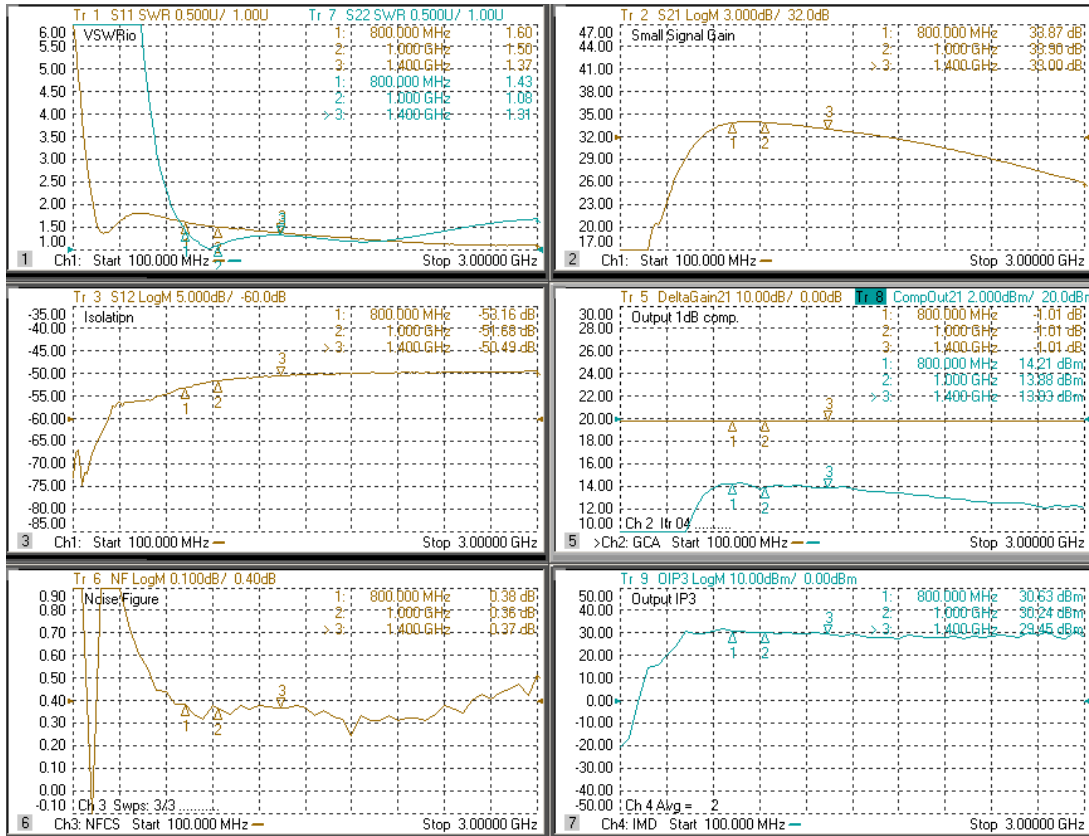 Tr 1 S11 SWR 0.500U/ 1.00U Tr 7 S22 SWR 0.500U/ 1.00U
VSWRio
6.00
5.50
5.00
4.50
4.00
3.50
3.00
2.50
2.00
1.50
1.00
1: 800.000 MHz 1.60
2: 1.000 GHz 1.50
3: 1.400 GHz 1.37
1: 800.000 MHz 1.43
2: 1.000 GHz 1.08
> 3: 1.400 GHz 1.31
3
1
2
1 Ch1: Start 100.000 MHz Stop 3.00000 GHz
Tr 2 S21 LogM 3.000dB/ 32.0dB
Small Signal Gain
47.00
44.00
41.00
38.00
35.00
32.00
29.00
26.00
23.00
20.00
17.00
1: 800.000 MHz 33.87 dB
2: 1.000 GHz 33.90 dB
> 3: 1.400 GHz 33.00 dB
3
1 2
2 Ch1: Start 100.000 MHz Stop 3.00000 GHz
Tr 3 S12 LogM 5.000dB/ -60.0dB
Isolation
-35.00
-40.00
-45.00
-50.00
-55.00
-60.00
-65.00
-70.00
-75.00
-80.00
-85.00
1: 800.000 MHz -53.16 dB
2: 1.000 GHz -51.68 dB
> 3: 1.400 GHz -50.49 dB
3
1 2
3 Ch1: Start 100.000 MHz Stop 3.00000 GHz
Tr 5 DeltaGain21 10.00dB/ 0.00dB Tr 8 CompOut21 2.000dBm/ 20.0dBm
Output 1dB comp.
30.00
28.00
26.00
24.00
22.00
20.00
18.00
16.00
14.00
12.00
10.00
1: 800.000 MHz -1.01 dB
2: 1.000 GHz -1.01 dB
3: 1.400 GHz -1.01 dB
1: 800.000 MHz 14.21 dBm
2: 1.000 GHz 13.88 dBm
> 3: 1.400 GHz 13.83 dBm
3
1 2
3
1 2
Ch 2 Itr 04 ..........
5 >Ch2: GCA Start 100.000 MHz Stop 3.00000 GHz
Tr 6 NF LogM 0.100dB/ 0.40dB
Noise Figure
0.90
0.80
0.70
0.60
0.50
0.40
0.30
0.20
0.10
0.00
-0.10
1: 800.000 MHz 0.38 dB
2: 1.000 GHz 0.36 dB
> 3: 1.400 GHz 0.37 dB
3
1 2
Ch 3 Swps: 3/3 ..........
6 Ch3: NFCS Start 100.000 MHz Stop 3.00000 GHz
Tr 9 OIP3 LogM 10.00dBm/ 0.00dBm
Output IP3
50.00
40.00
30.00
20.00
10.00
0.00
-10.00
-20.00
-30.00
-40.00
-50.00
1: 800.000 MHz 30.63 dBm
2: 1.000 GHz 30.24 dBm
> 3: 1.400 GHz 29.45 dBm
3
1 2
Ch 4 Avg = 2
7 Ch4: IMD Start 100.000 MHz Stop 3.00000 GHz